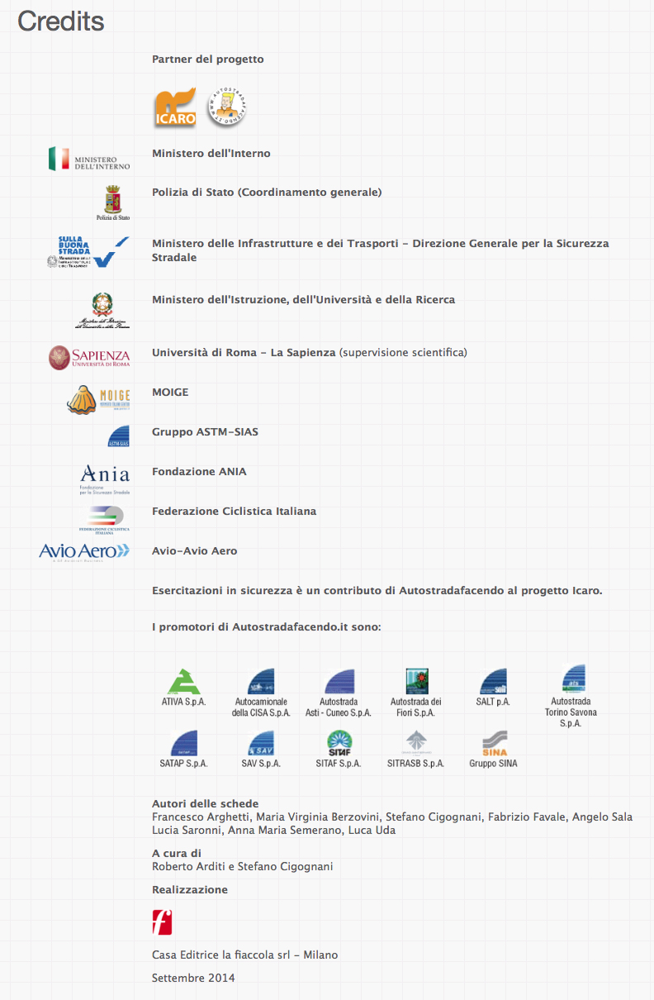 Credits
Partner del progetto
ICARO
WWW.AUTOSTRADAFACENDO.IT
MINISTERO
DELL'INTERNO
Ministero dell'Interno
Polizia di Stato
Polizia di Stato (Coordinamento generale)
SULLA
BUONA
STRADA
Ministero delle Infrastrutture e dei Trasporti - Direzione Generale per la Sicurezza
Stradale
Ministero dell'Istruzione, dell'Università e della Ricerca
SAPIENZA
UNIVERSITÀ DI ROMA
Università di Roma - La Sapienza (supervisione scientifica)
MOIGE
MOIGE
ASTM-SIAS
Gruppo ASTM-SIAS
Ania
Fondazione
per la Sicurezza Stradale
Fondazione ANIA
FEDERAZIONE CICLISTICA
ITALIANA
Federazione Ciclistica Italiana
Avio Aero
Avio-Avio Aero
Esercitazioni in sicurezza è un contributo di Autostradafacendo al progetto Icaro.
I promotori di Autostradafacendo.it sono:
ATIVA S.p.A.
Autocamionale
della CISA S.p.A.
Autostrada
Asti - Cuneo S.p.A.
Autostrada dei
Fiori S.p.A.
SALT p.A.
Autostrada
Torino Savona
S.p.A.
SATAP
SATAP S.p.A.
SAV
SAV S.p.A.
SITAF
SITAF S.p.A.
SITRASB S.p.A.
SINA
Gruppo SINA
Autori delle schede
Francesco Arghetti, Maria Virginia Berzovini, Stefano Cigognani, Fabrizio Favale, Angelo Sala
Lucia Saronni, Anna Maria Semerano, Luca Uda
A cura di
Roberto Arditi e Stefano Cigognani
Realizzazione
f
Casa Editrice la fiaccola srl - Milano
Settembre 2014